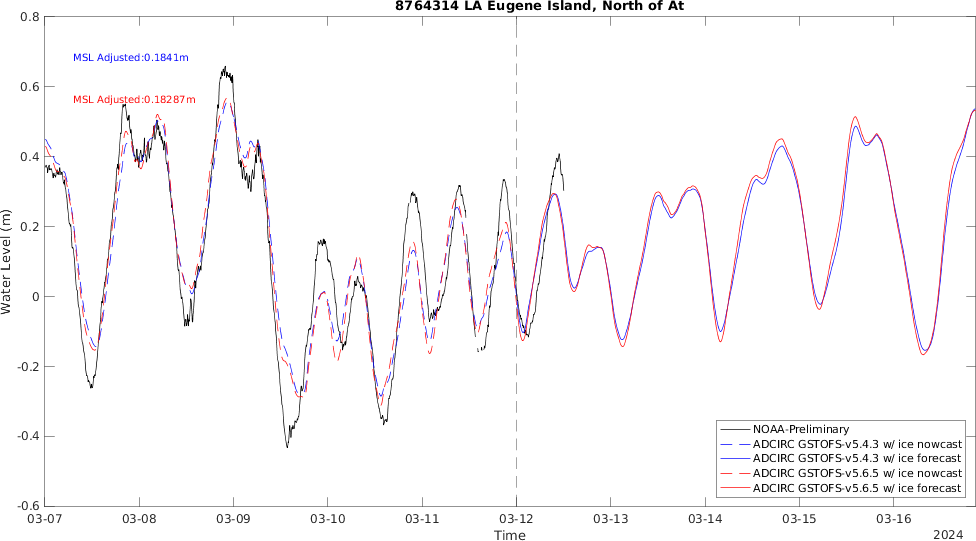 8764314 LA Eugene Island, North of At
0.8
0.6
0.4
0.2
0
-0.2
-0.4
-0.6
Water Level (m)
MSL Adjusted:0.1841m
MSL Adjusted:0.18287m
NOAA-Preliminary
ADCIRC GSTOFS-v5.4.3 w/ ice nowcast
ADCIRC GSTOFS-v5.4.3 w/ ice forecast
ADCIRC GSTOFS-v5.6.5 w/ ice nowcast
ADCIRC GSTOFS-v5.6.5 w/ ice forecast
03-07 03-08 03-09 03-10 03-11 03-12 03-13 03-14 03-15 03-16
Time
2024